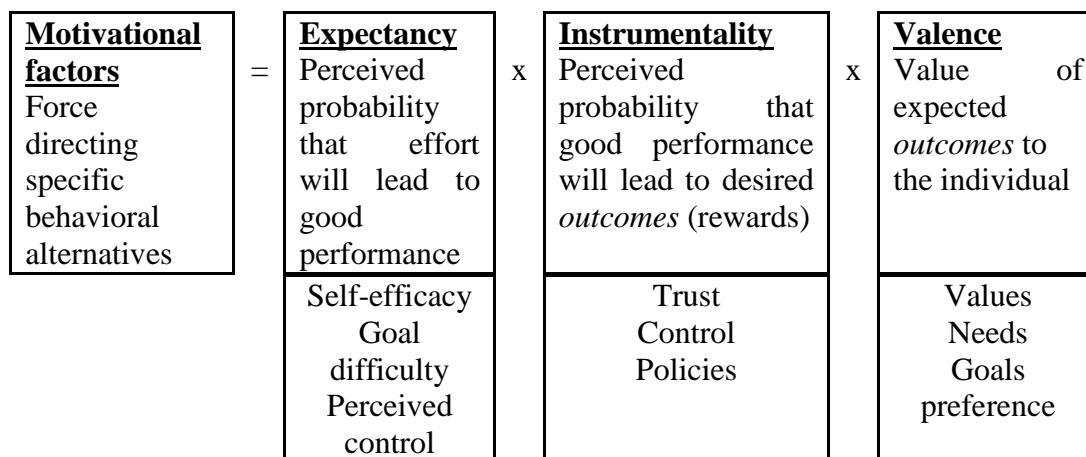 Motivational
factors
Force
directing
specific
behavioral
alternatives
=
Expectancy
Perceived
probability
that effort
will lead to
good
performance
x
Instrumentality
Perceived
probability that
good performance
will lead to desired
outcomes (rewards)
x
Valence
Value of
expected
outcomes to
the individual
Self-efficacy
Goal
difficulty
Perceived
control
Trust
Control
Policies
Values
Needs
Goals
preference